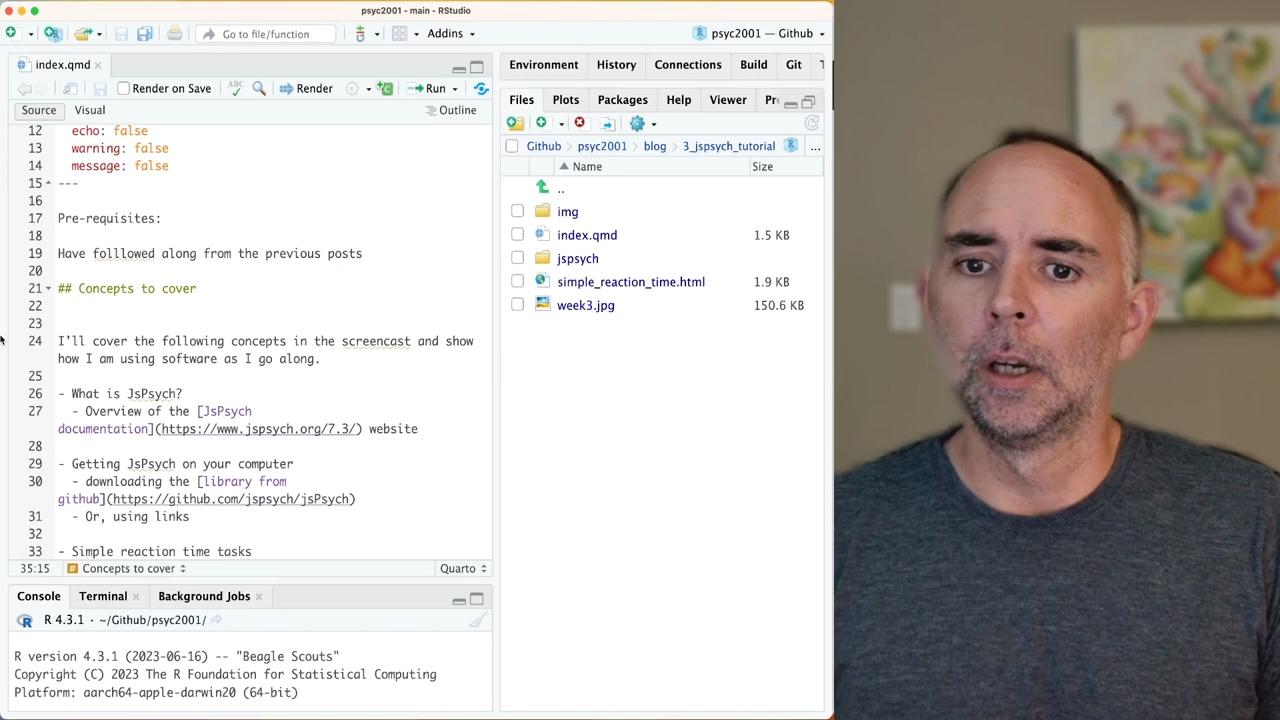 psyc2001 - main - RStudio
Go to file/function
Addins
psyc2001 — Github
index.qmd
Render on Save
ABC
Render
Run
Source
Visual
Outline
12 echo: false
13 warning: false
14 message: false
15 ---
16
17 Pre-requisites:
18
19 Have folllowed along from the previous posts
20
21 ## Concepts to cover
22
23
24 I'll cover the following concepts in the screencast and show
how I am using software as I go along.
25
26 - What is JsPsych?
27 - Overview of the [JsPsych
documentation](https://www.jspsych.org/7.3/) website
28
29 - Getting JsPsych on your computer
30 - downloading the [library from
github](https://github.com/jspsych/jsPsych)
31 - Or, using links
32
33 - Simple reaction time tasks
35:15
# Concepts to cover
Quarto
Console
Terminal
Background Jobs
R 4.3.1 · ~/Github/psyc2001/
R version 4.3.1 (2023-06-16) -- "Beagle Scouts"
Copyright (C) 2023 The R Foundation for Statistical Computing
Platform: aarch64-apple-darwin20 (64-bit)
Environment
History
Connections
Build
Git
T
Files
Plots
Packages
Help
Viewer
Pr
Github
psyc2001
blog
3_jspsych_tutorial
...
Name
Size
..
img
index.qmd 1.5 KB
jspsych
simple_reaction_time.html 1.9 KB
week3.jpg 150.6 KB